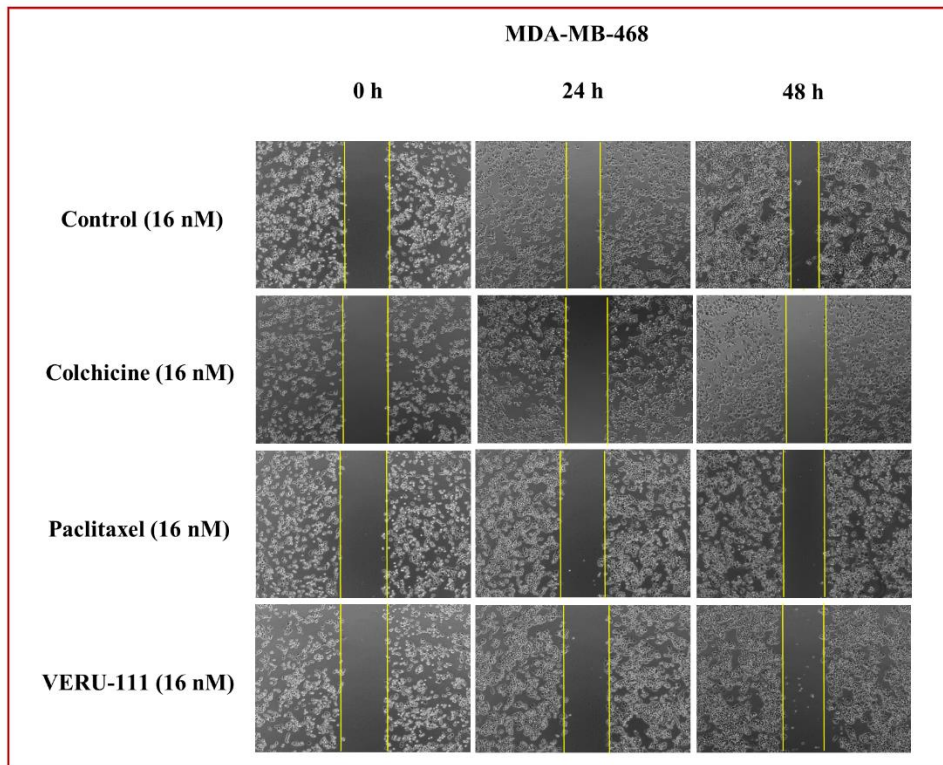 MDA-MB-468
0 h 24 h 48 h
Control (16 nM)
Colchicine (16 nM)
Paclitaxel (16 nM)
VERU-111 (16 nM)